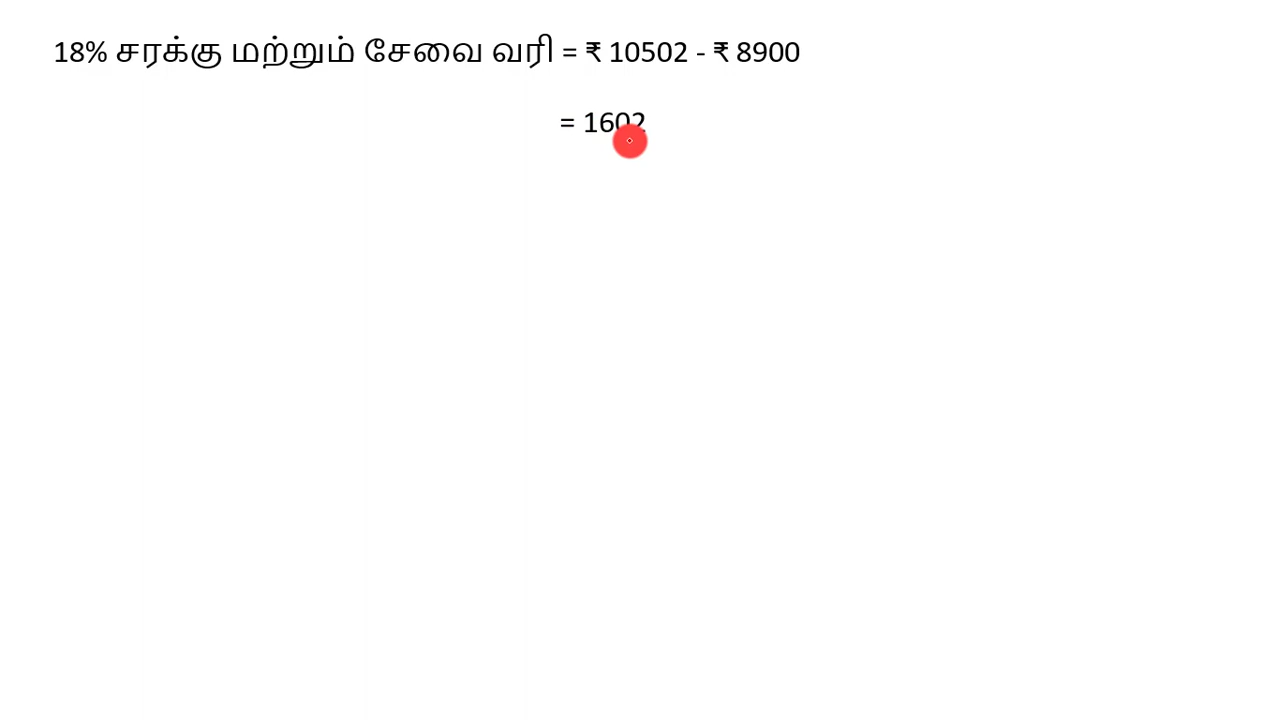 18% சரக்கு மற்றும் சேவை வரி = ₹ 10502 - ₹ 8900
= 1602